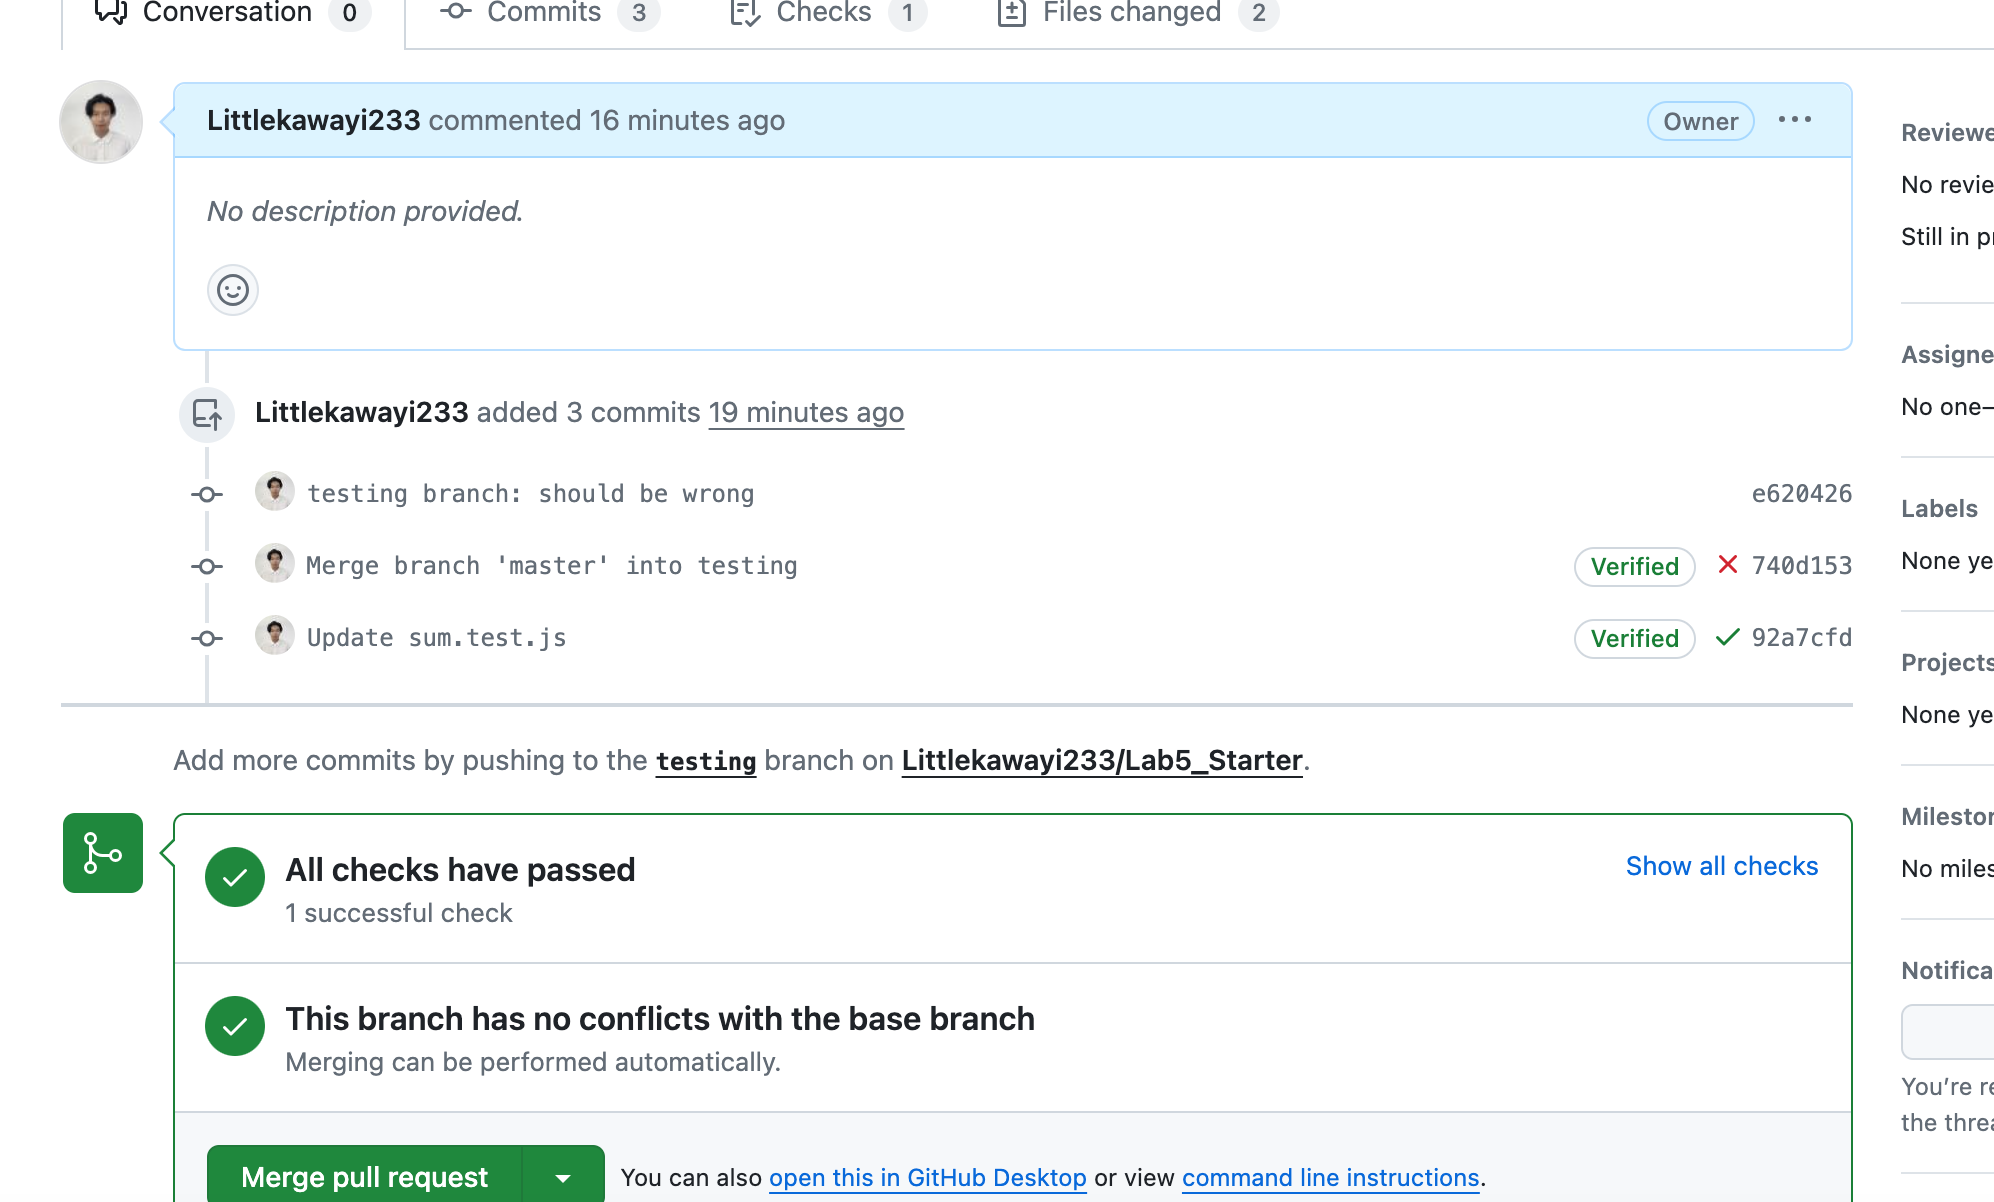 Conversation 0 Commits 3 Checks 1 Files changed 2
Littlekawayi233 commented 16 minutes ago Owner
No description provided.
Littlekawayi233 added 3 commits 19 minutes ago
testing branch: should be wrong e620426
Merge branch 'master' into testing Verified 740d153
Update sum.test.js Verified 92a7cfd
Add more commits by pushing to the testing branch on Littlekawayi233/Lab5_Starter.
All checks have passed
1 successful check
Show all checks
This branch has no conflicts with the base branch
Merging can be performed automatically.
Merge pull request You can also open this in GitHub Desktop or view command line instructions.
Reviewe
No revie
Still in pr
Assigne
No one—
Labels
None ye
Projects
None ye
Milestor
No miles
Notifica
You're re
the threa